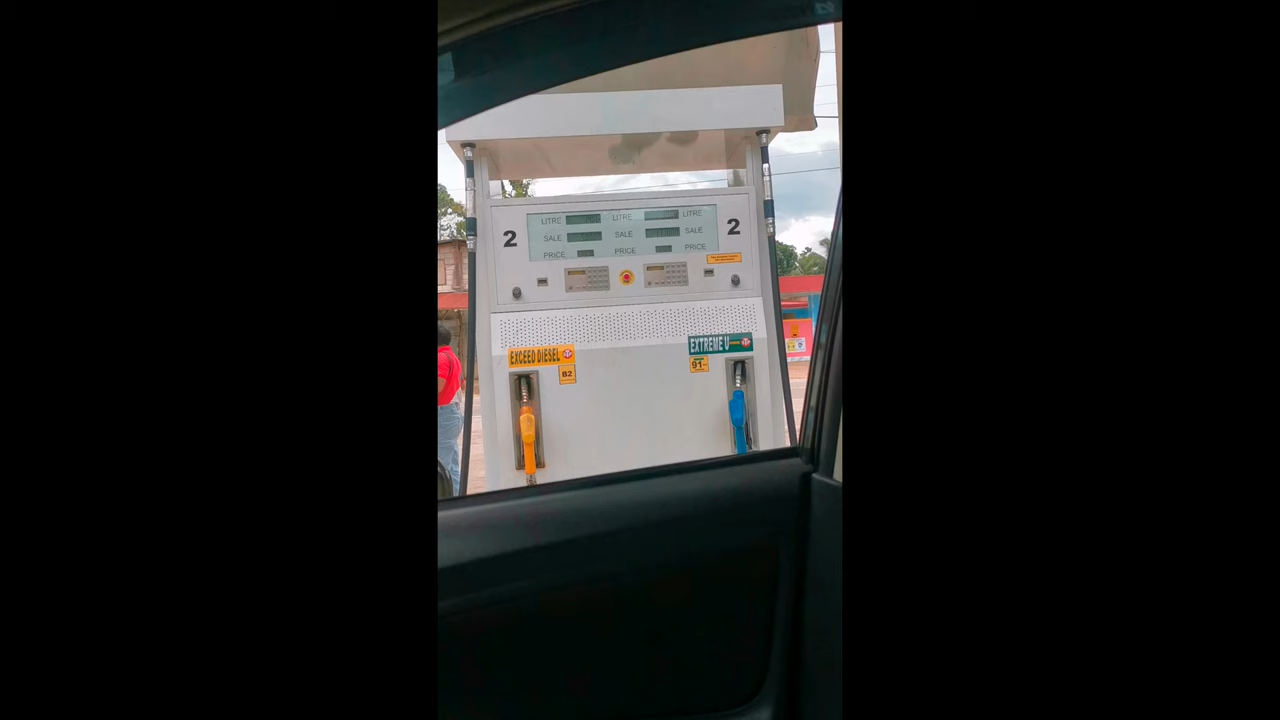 2
LITRE LITRE LITRE
SALE SALE SALE
PRICE PRICE PRICE
2
EXCEED DIESEL
B2
EXTREME U
91